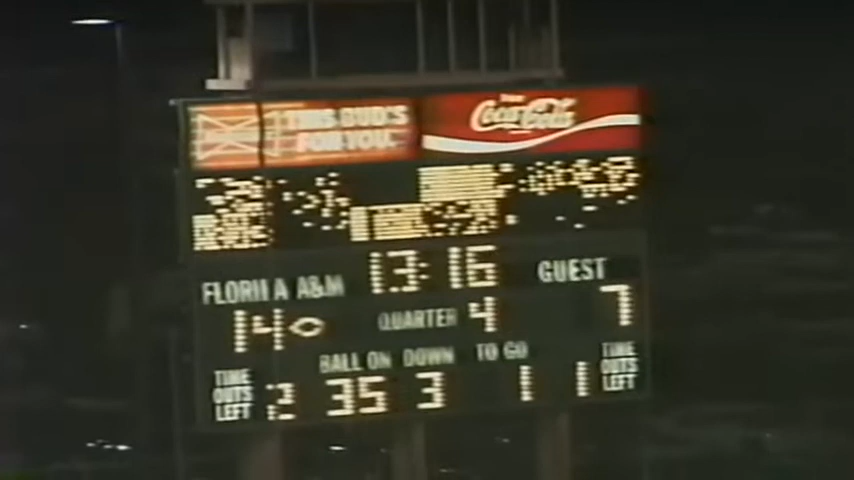 THIS BUD'S
FOR YOU.
Coca-Cola
13:16
FLORIDA A&M GUEST
14 7
QUARTER 4
BALL ON DOWN TO GO
TIME OUTS LEFT 2 35 3 1 1 TIME OUTS LEFT